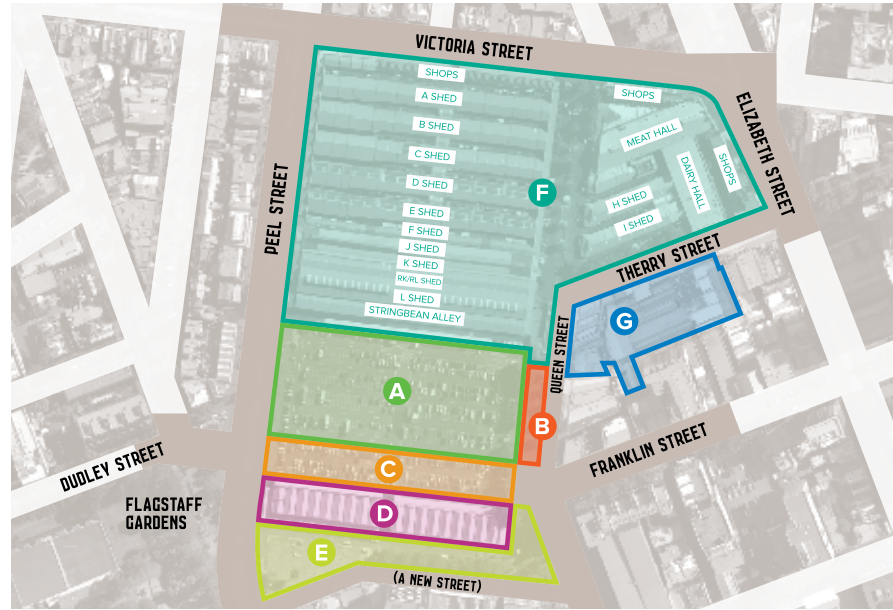 VICTORIA STREET
SHOPS
A SHED
B SHED
C SHED
D SHED
E SHED
F SHED
J SHED
K SHED
RK/RL SHED
L SHED
STRINGBEAN ALLEY
SHOPS
MEAT HALL
DAIRY HALL
SHOPS
H SHED
I SHED
F
PEEL STREET
ELIZABETH STREET
THERRY STREET
G
QUEEN STREET
A
B
C
D
E
FRANKLIN STREET
DUDLEY STREET
FLAGSTAFF
GARDENS
(A NEW STREET)